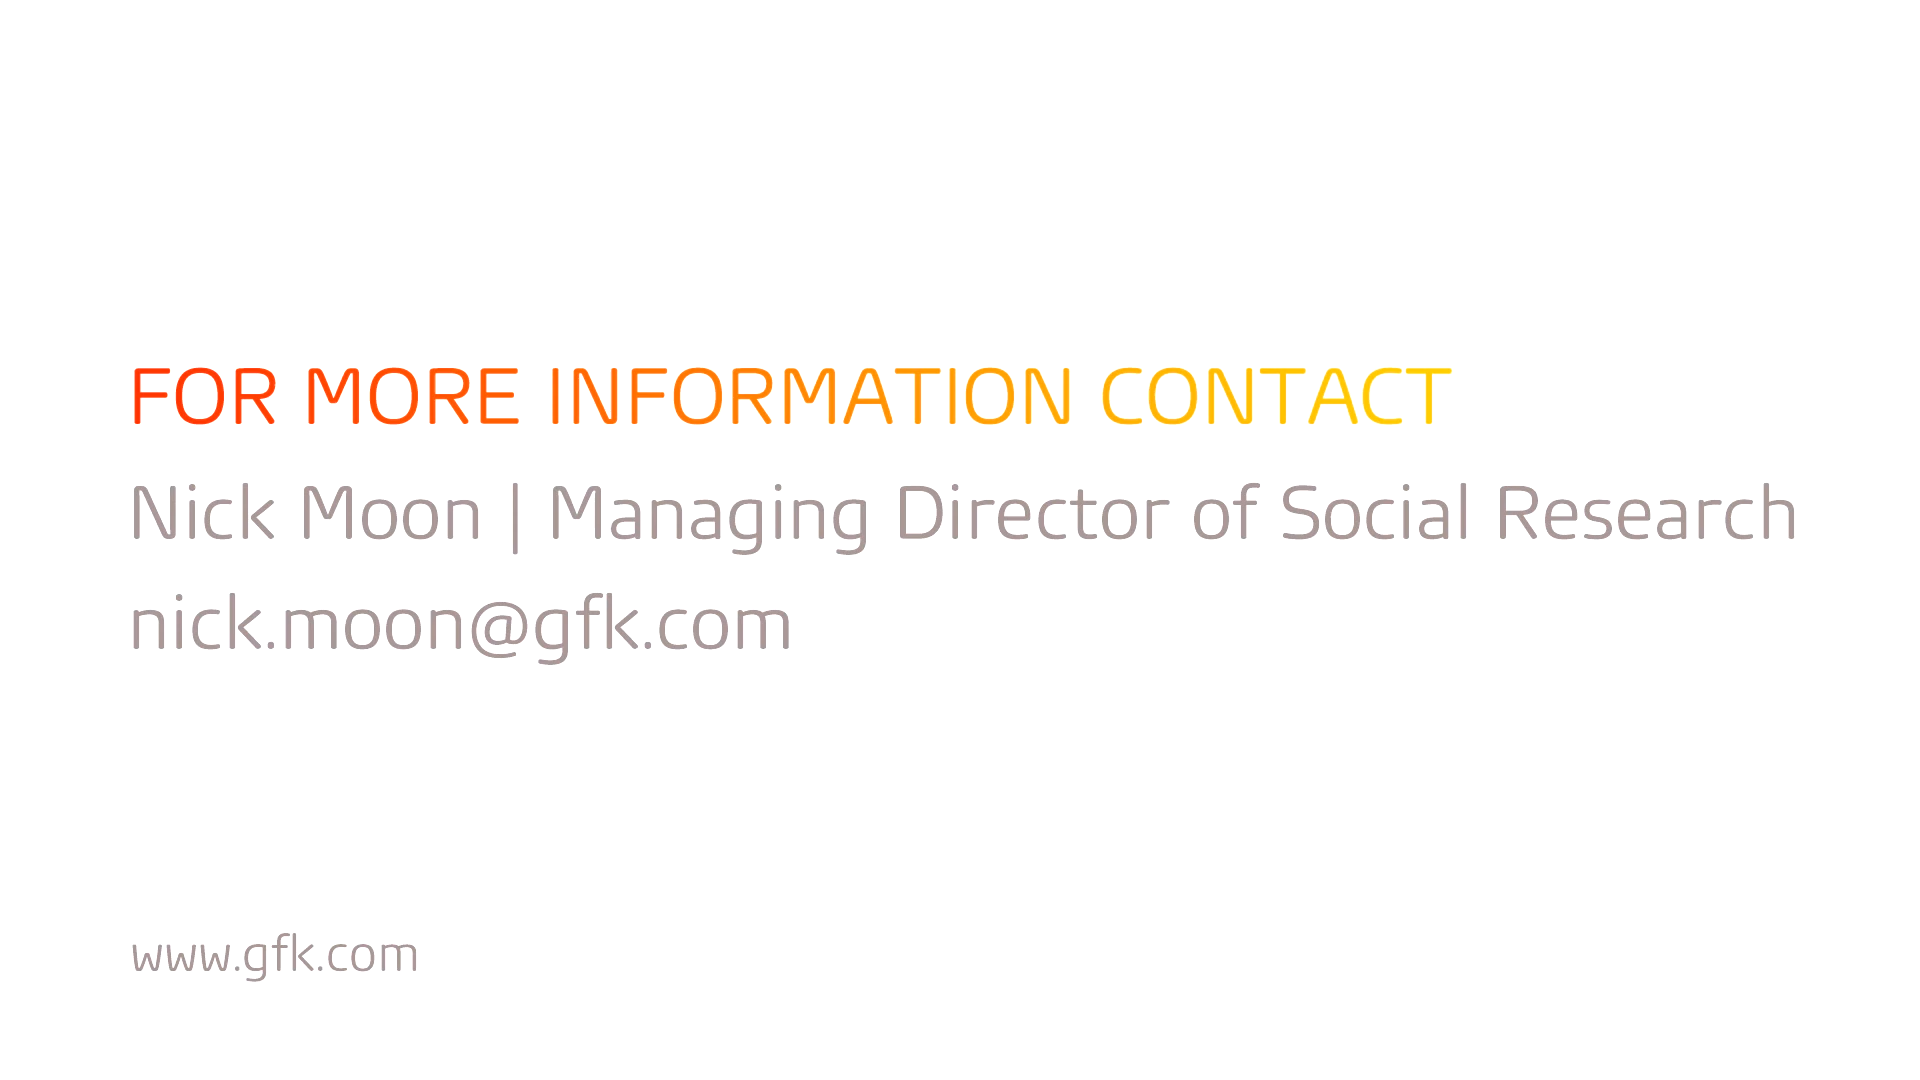 FOR MORE INFORMATION CONTACT
Nick Moon | Managing Director of Social Research
nick.moon@gfk.com
www.gfk.com